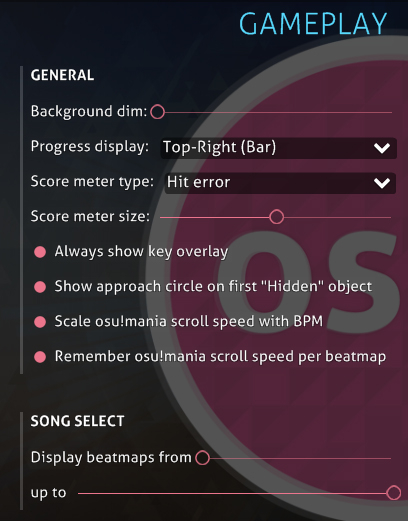 GAMEPLAY
GENERAL
Background dim:
Progress display: Top-Right (Bar)
Score meter type: Hit error
Score meter size:
Always show key overlay
Show approach circle on first "Hidden" object
Scale osu!mania scroll speed with BPM
Remember osu!mania scroll speed per beatmap
os
SONG SELECT
Display beatmaps from
up to